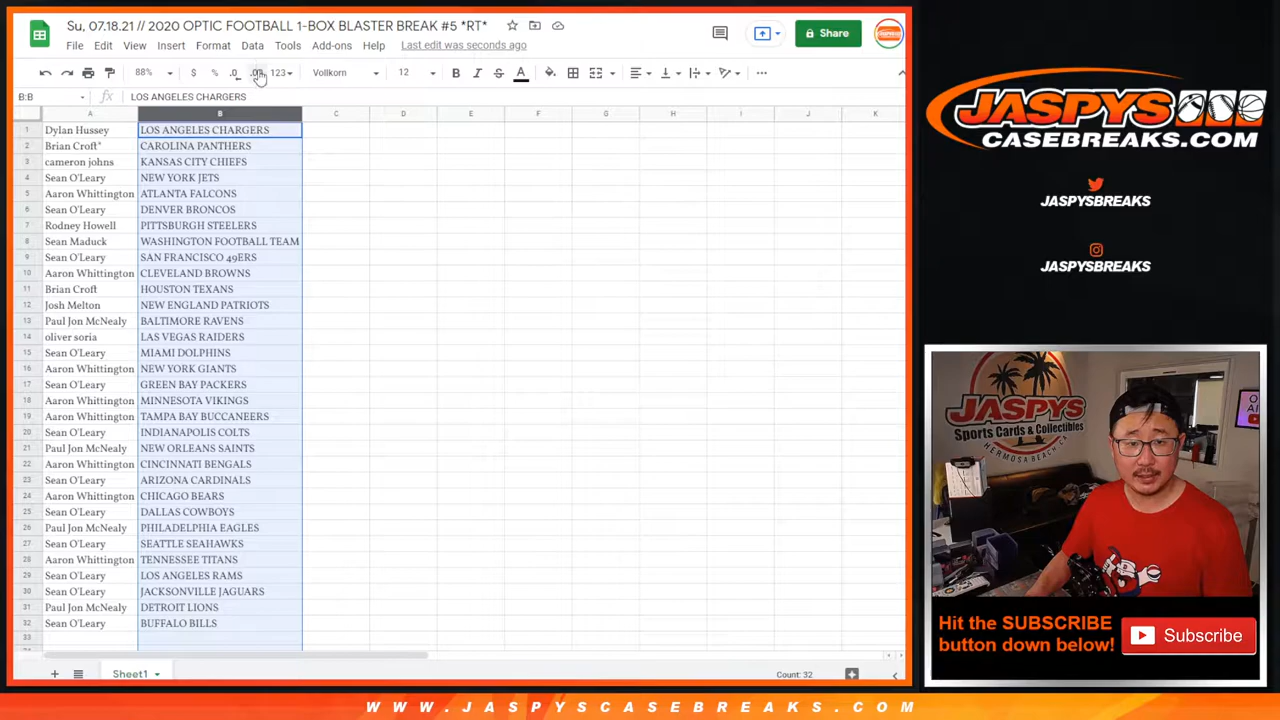 Su, 07.18.21 // 2020 OPTIC FOOTBALL 1-BOX BLASTER BREAK #5 *RT*
File Edit View Insert Format Data Tools Add-ons Help Last edit was seconds ago
Share
88% $ % .0 .00 123 Vollkorn 12 B I S A
B:B fx LOS ANGELES CHARGERS
A B C D E F G H I J K
1 Dylan Hussey LOS ANGELES CHARGERS
2 Brian Croft* CAROLINA PANTHERS
3 cameron johns KANSAS CITY CHIEFS
4 Sean O'Leary NEW YORK JETS
5 Aaron Whittington ATLANTA FALCONS
6 Sean O'Leary DENVER BRONCOS
7 Rodney Howell PITTSBURGH STEELERS
8 Sean Maduck WASHINGTON FOOTBALL TEAM
9 Sean O'Leary SAN FRANCISCO 49ERS
10 Aaron Whittington CLEVELAND BROWNS
11 Brian Croft HOUSTON TEXANS
12 Josh Melton NEW ENGLAND PATRIOTS
13 Paul Jon McNealy BALTIMORE RAVENS
14 oliver soria LAS VEGAS RAIDERS
15 Sean O'Leary MIAMI DOLPHINS
16 Aaron Whittington NEW YORK GIANTS
17 Sean O'Leary GREEN BAY PACKERS
18 Aaron Whittington MINNESOTA VIKINGS
19 Aaron Whittington TAMPA BAY BUCCANEERS
20 Sean O'Leary INDIANAPOLIS COLTS
21 Paul Jon McNealy NEW ORLEANS SAINTS
22 Aaron Whittington CINCINNATI BENGALS
23 Sean O'Leary ARIZONA CARDINALS
24 Aaron Whittington CHICAGO BEARS
25 Sean O'Leary DALLAS COWBOYS
26 Paul Jon McNealy PHILADELPHIA EAGLES
27 Sean O'Leary SEATTLE SEAHAWKS
28 Aaron Whittington TENNESSEE TITANS
29 Sean O'Leary LOS ANGELES RAMS
30 Sean O'Leary JACKSONVILLE JAGUARS
31 Paul Jon McNealy DETROIT LIONS
32 Sean O'Leary BUFFALO BILLS
33
Sheet1 Count: 32
JASPYS
CASEBREAKS.COM
JASPYSBREAKS
JASPYSBREAKS
JASPYS
Sports Cards & Collectibles
HERMOSA BEACH CA
Hit the SUBSCRIBE
button down below!
Subscribe
WWW.JASPYSCASEBREAKS.COM